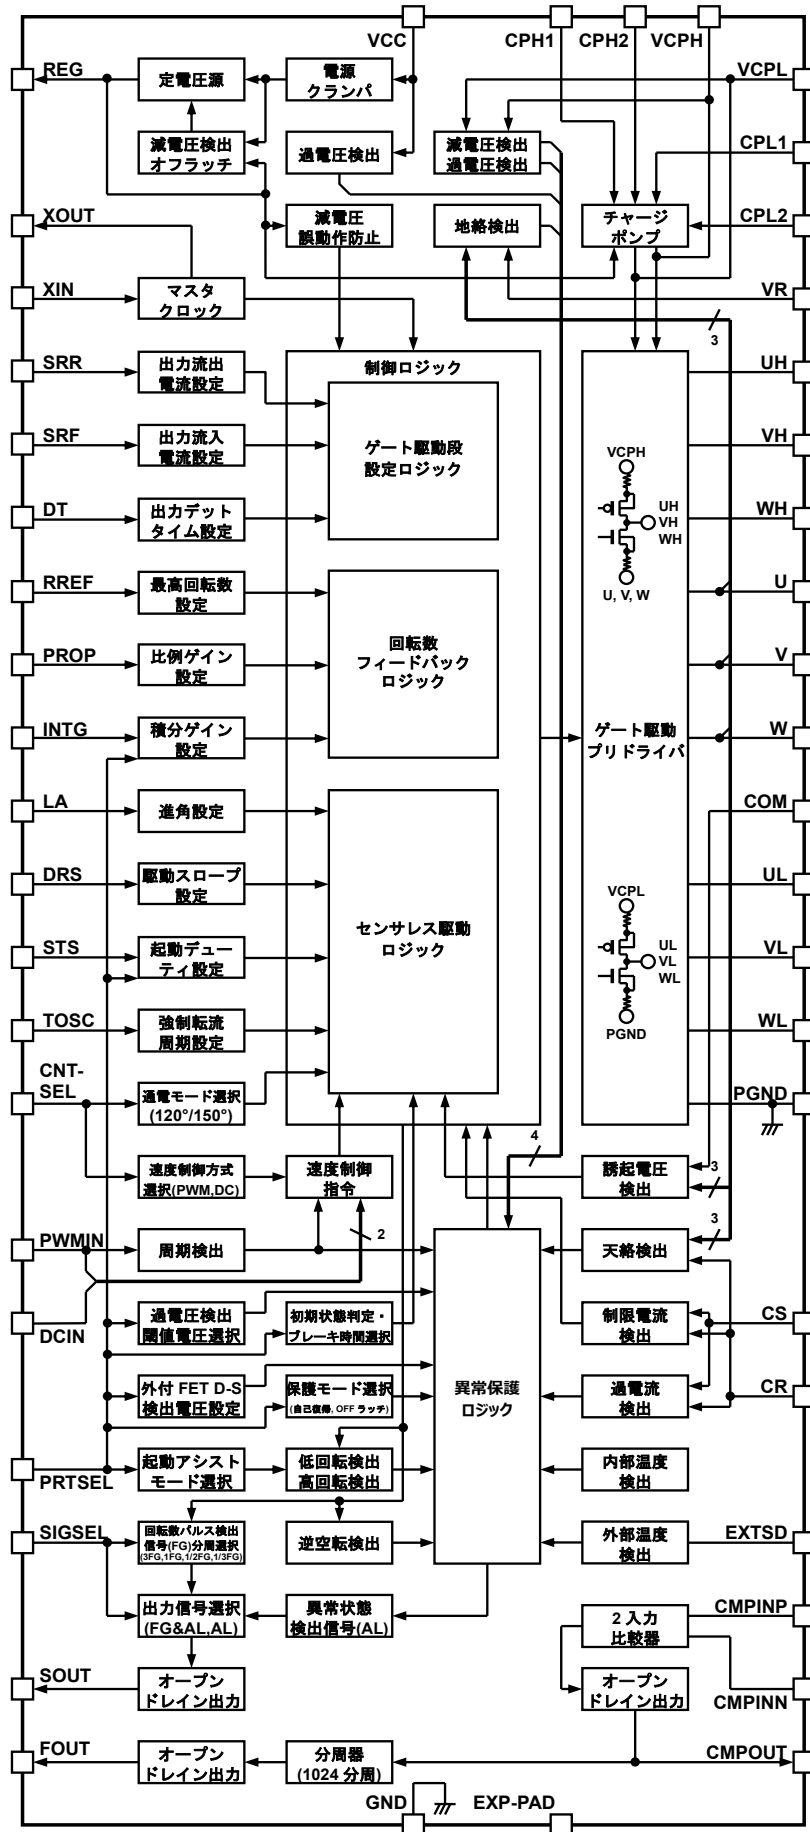 VCC
CPH1
CPH2
VCPH
REG
定電圧源
電源
クランパ
VCPL
減電圧検出
オフラッチ
過電圧検出
減電圧検出
過電圧検出
CPL1
XOUT
減電圧
誤動作防止
地絡検出
チャージ
ポンプ
CPL2
XIN
マスタ
クロック
VR
3
SRR
出力流出
電流設定
制御ロジック
UH
SRF
出力流入
電流設定
ゲート駆動段
設定ロジック
VCPH
UH
VH
WH
U, V, W
VH
DT
出力デット
タイム設定
WH
RREF
最高回転数
設定
U
PROP
比例ゲイン
設定
回転数
フィードバック
ロジック
V
INTG
積分ゲイン
設定
ゲート駆動
プリドライバ
W
LA
進角設定
COM
DRS
駆動スロープ
設定
VCPL
UL
VL
WL
PGND
UL
STS
起動デュー
ティ設定
センサレス駆動
ロジック
VL
TOSC
強制転流
周期設定
WL
CNT-
SEL
通電モード選択
(120°/150°)
PGND
4
速度制御方式
選択(PWM,DC)
速度制御
指令
誘起電圧
検出
3
PWMIN
周期検出
2
天絡検出
3
DCIN
過電圧検出
閾値電圧選択
初期状態判定・
ブレーキ時間選択
制限電流
検出
CS
外付 FET D-S
検出電圧設定
保護モード選択
(自己復帰, OFF ラッチ)
異常保護
ロジック
過電流
検出
CR
PRTSEL
起動アシスト
モード選択
低回転検出
高回転検出
内部温度
検出
SIGSEL
回転数パルス検出
信号(FG)分周選択
(3FG,1FG,1/2FG,1/3FG)
逆空転検出
外部温度
検出
EXTSD
出力信号選択
(FG&AL,AL)
異常状態
検出信号(AL)
2 入力
比較器
CMPINP
SOUT
オープン
ドレイン出力
オープン
ドレイン出力
CMPINN
FOUT
オープン
ドレイン出力
分周器
(1024 分周)
CMPOUT
GND
EXP-PAD